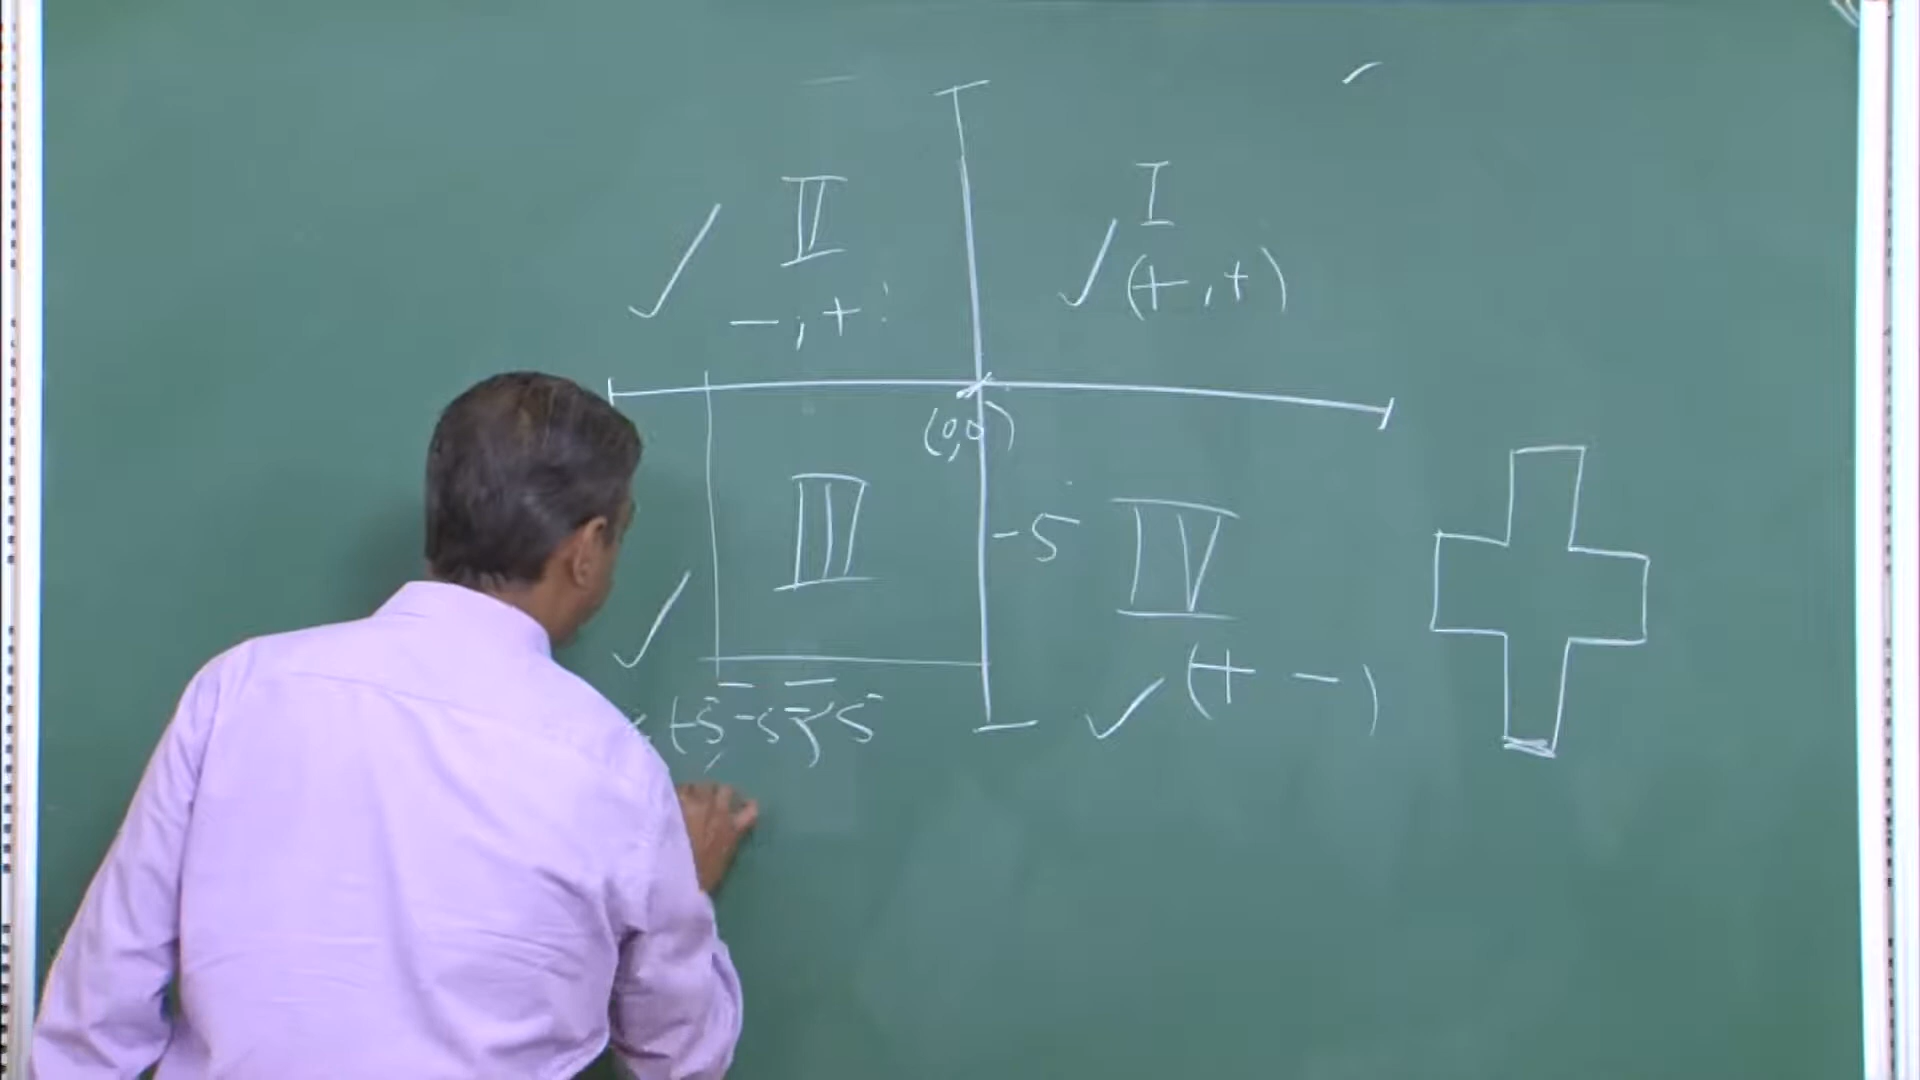 II
I
-, +
(+, +)
(0,0)
III
-5
IV
(+ -)